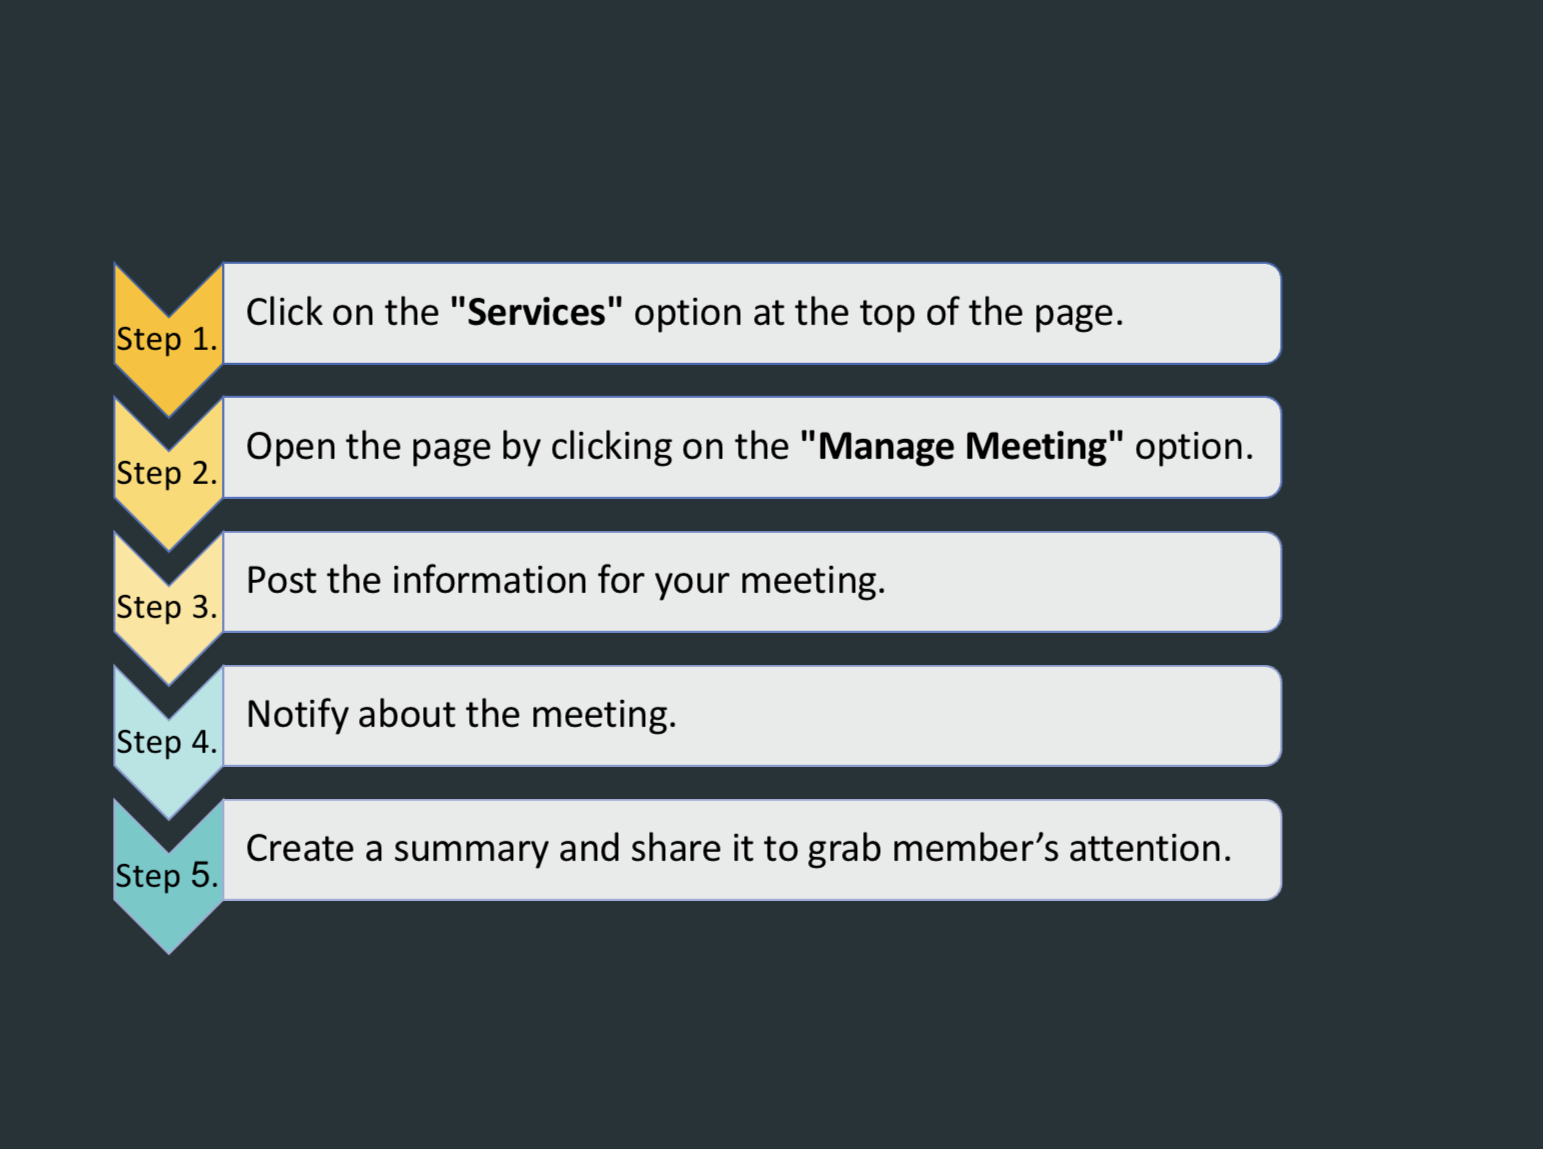 Step 1.
Click on the "Services" option at the top of the page.
Step 2.
Open the page by clicking on the "Manage Meeting" option.
Step 3.
Post the information for your meeting.
Step 4.
Notify about the meeting.
Step 5.
Create a summary and share it to grab member’s attention.